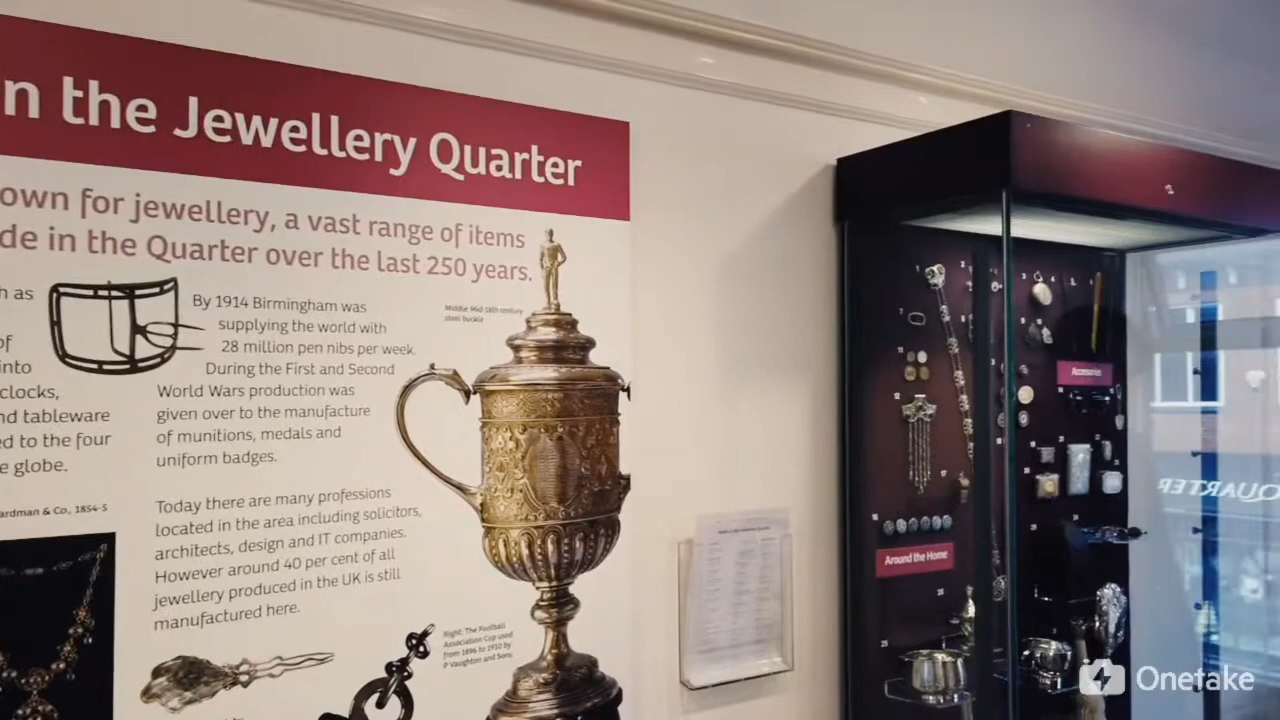 n the Jewellery Quarter
own for jewellery, a vast range of items
de in the Quarter over the last 250 years.
h as
of
into
clocks,
nd tableware
ed to the four
e globe.
ardman & Co., 1854-5
By 1914 Birmingham was
supplying the world with
28 million pen nibs per week.
During the First and Second
World Wars production was
given over to the manufacture
of munitions, medals and
uniform badges.
Today there are many professions
located in the area including solicitors,
architects, design and IT companies.
However around 40 per cent of all
jewellery produced in the UK is still
manufactured here.
Middle: Mid-18th century
steel buckle
Right: The Football
Association Cup used
from 1896 to 1910 by
P Vaughton and Sons.
Accessories
Around the Home
QUARTER
Onetake